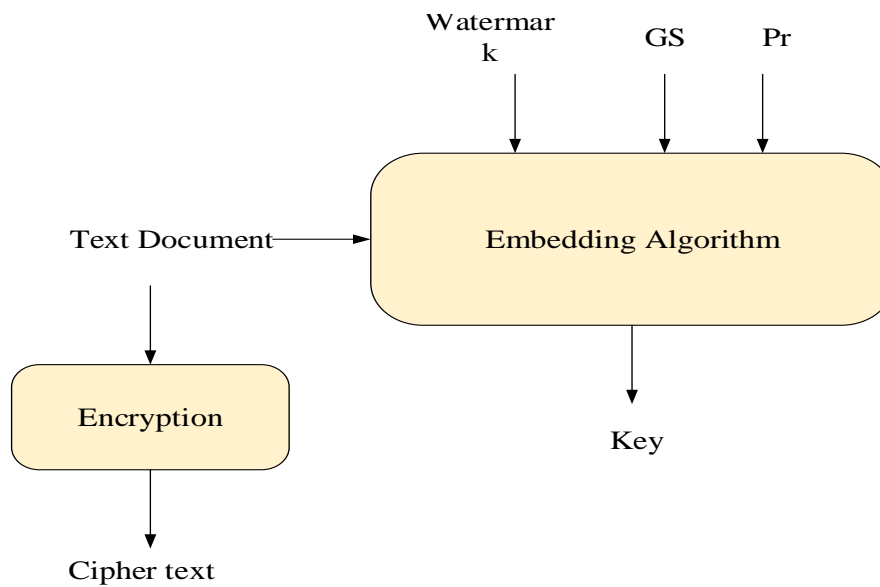 Watermar
k
GS
Pr
Text Document
Embedding Algorithm
Encryption
Key
Cipher text